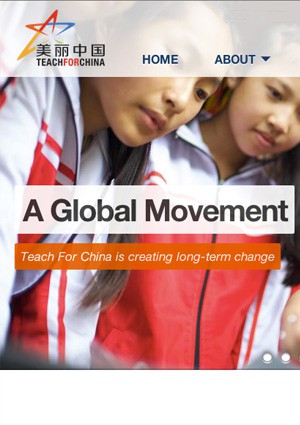 美丽中国
TEACHFORCHINA
HOME
ABOUT
A Global Movement
Teach For China is creating long-term change